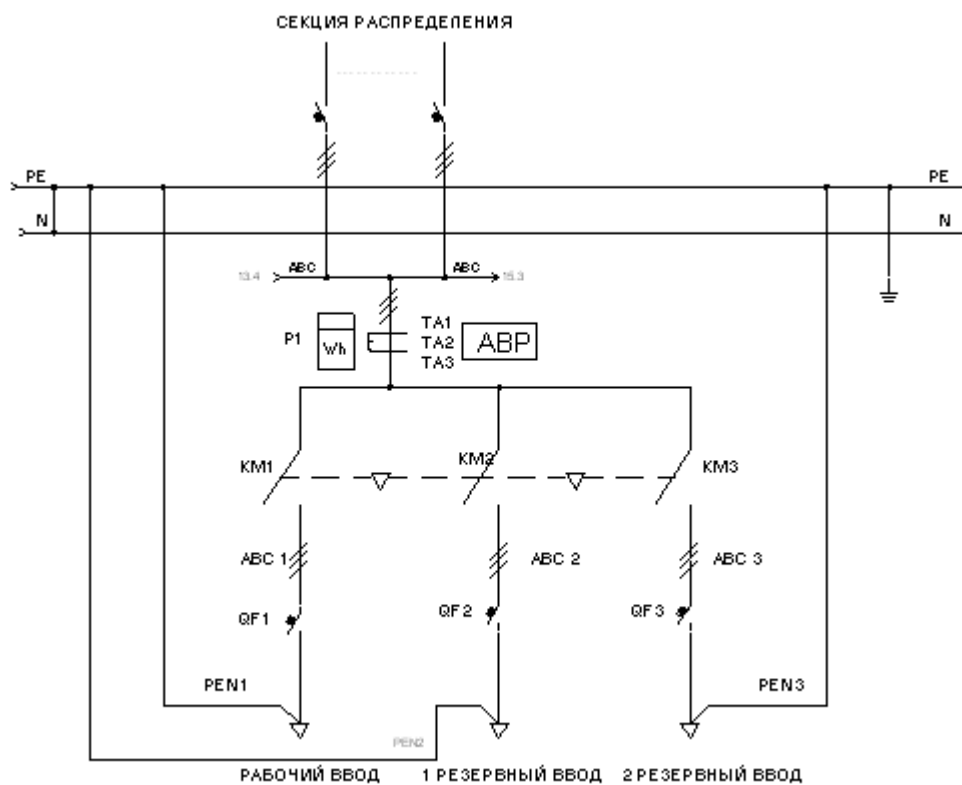 СЕКЦИЯ РАСПРЕДЕЛЕНИЯ
PE PE
N N
13.4 ABC ABC 15.3
P1 Wh TA1
TA2
TA3
АВР
KM1 KM2 KM3
ABC 1 ABC 2 ABC 3
QF1 QF2 QF3
PEN1 PEN3
PEN2
РАБОЧИЙ ВВОД 1 РЕЗЕРВНЫЙ ВВОД 2 РЕЗЕРВНЫЙ ВВОД